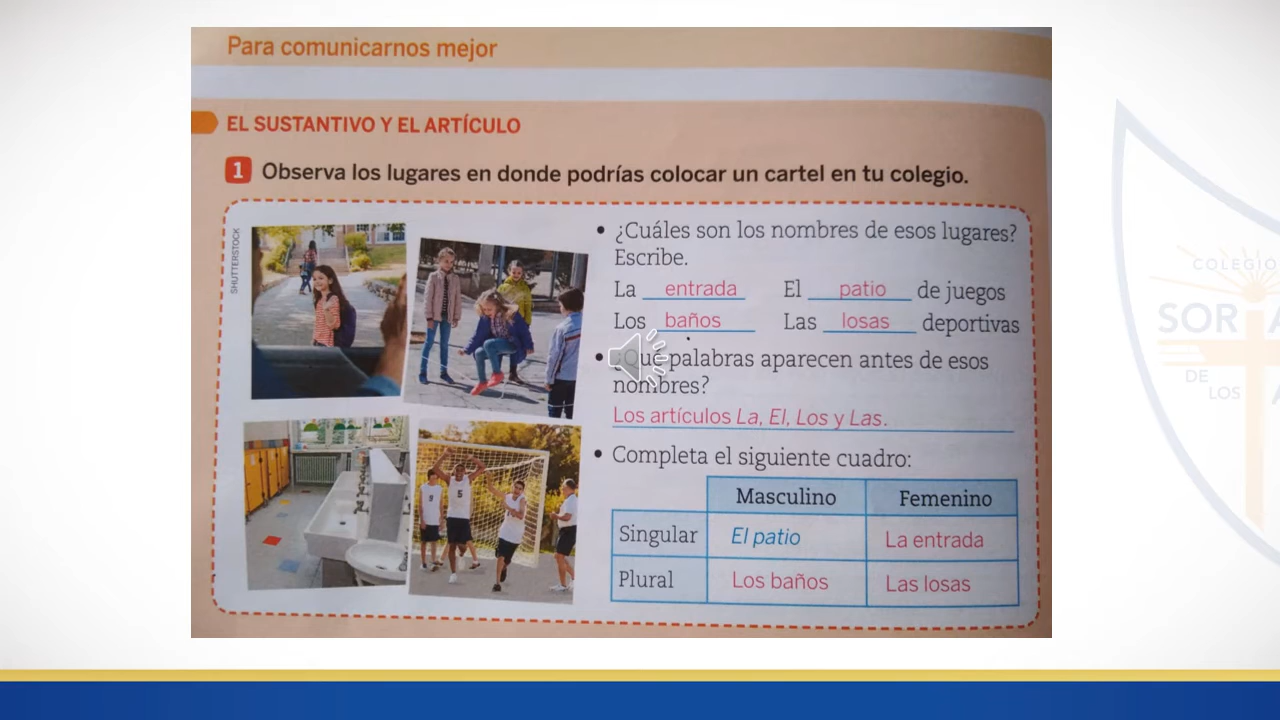 Para comunicarnos mejor
EL SUSTANTIVO Y EL ARTÍCULO
1 Observa los lugares en donde podrías colocar un cartel en tu colegio.
SHUTTERSTOCK
• ¿Cuáles son los nombres de esos lugares?
Escribe.
La entrada El patio de juegos
Los baños Las losas deportivas
• ¿Qué palabras aparecen antes de esos
nombres?
Los artículos La, El, Los y Las.
• Completa el siguiente cuadro:
Masculino Femenino
Singular El patio La entrada
Plural Los baños Las losas
9
5
COLEGIO
DE
LOS